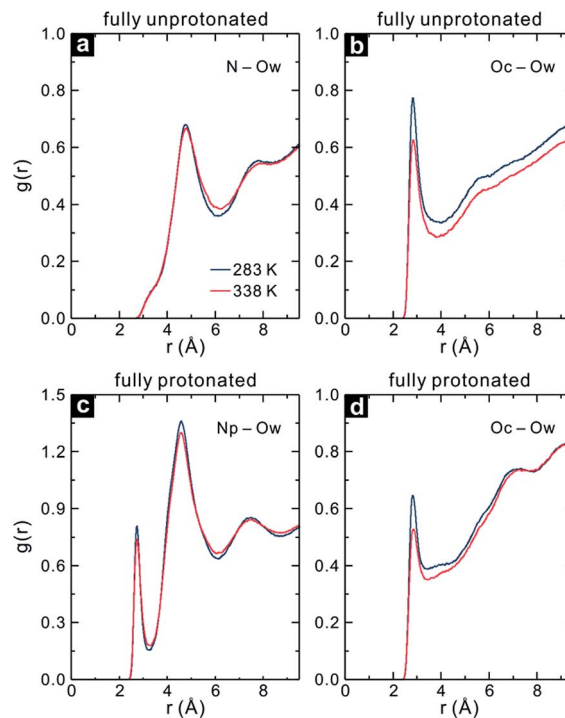 fully unprotonated
fully unprotonated
a
N – Ow
b
Oc – Ow
1.0
0.8
0.6
0.4
0.2
0.0
g(r)
283 K
338 K
0
2
4
6
8
r (Å)
1.0
0.8
0.6
0.4
0.2
0.0
0
2
4
6
8
r (Å)
fully protonated
fully protonated
c
Np – Ow
d
Oc – Ow
1.5
1.2
0.9
0.6
0.3
0.0
g(r)
0
2
4
6
8
r (Å)
1.0
0.8
0.6
0.4
0.2
0.0
0
2
4
6
8
r (Å)